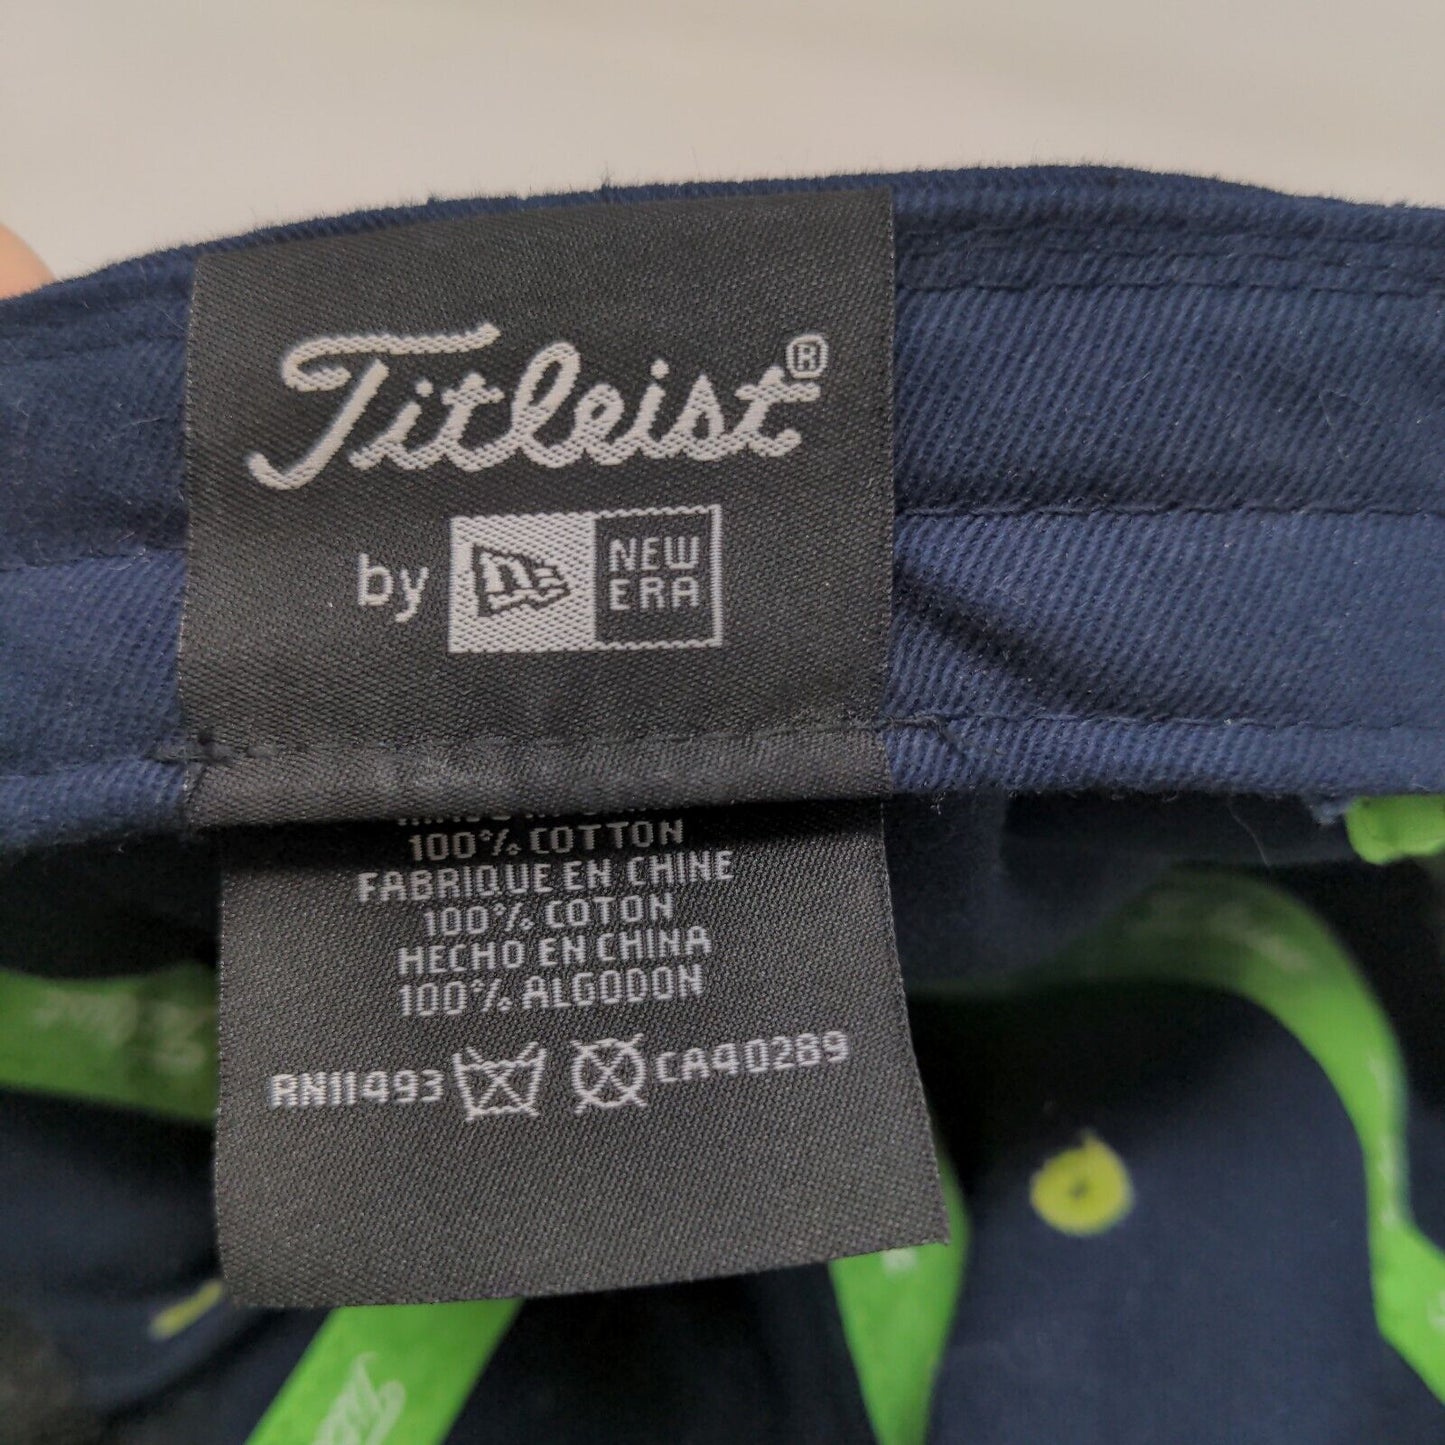 Titleist®
by NEW
ERA
100% COTTON
FABRIQUE EN CHINE
100% COTON
HECHO EN CHINA
100% ALGODON
RN11493 CA40289